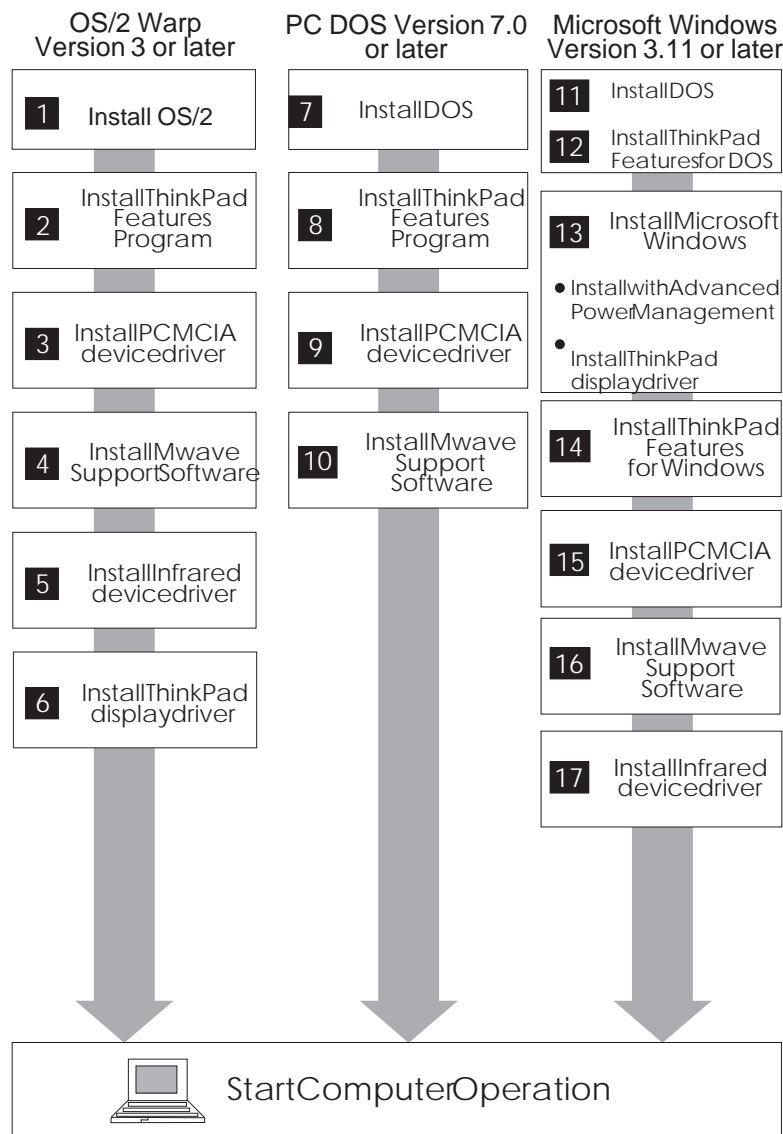 OS/2 Warp
Version 3 or later
1 Install OS/2
2 InstallThinkPad
Features
Program
3 InstallPCMCIA
devicedriver
4 InstallMwave
SupportSoftware
5 InstallInfrared
devicedriver
6 InstallThinkPad
displaydriver
PC DOS Version 7.0
or later
7 InstallDOS
8 InstallThinkPad
Features
Program
9 InstallPCMCIA
devicedriver
10 InstallMwave
Support
Software
Microsoft Windows
Version 3.11 or later
11 InstallDOS
12 InstallThinkPad
FeaturesforDOS
13 InstallMicrosoft
Windows
• InstallwithAdvanced
PowerManagement
• InstallThinkPad
displaydriver
14 InstallThinkPad
Features
forWindows
15 InstallPCMCIA
devicedriver
16 InstallMwave
Support
Software
17 InstallInfrared
devicedriver
StartComputerOperation